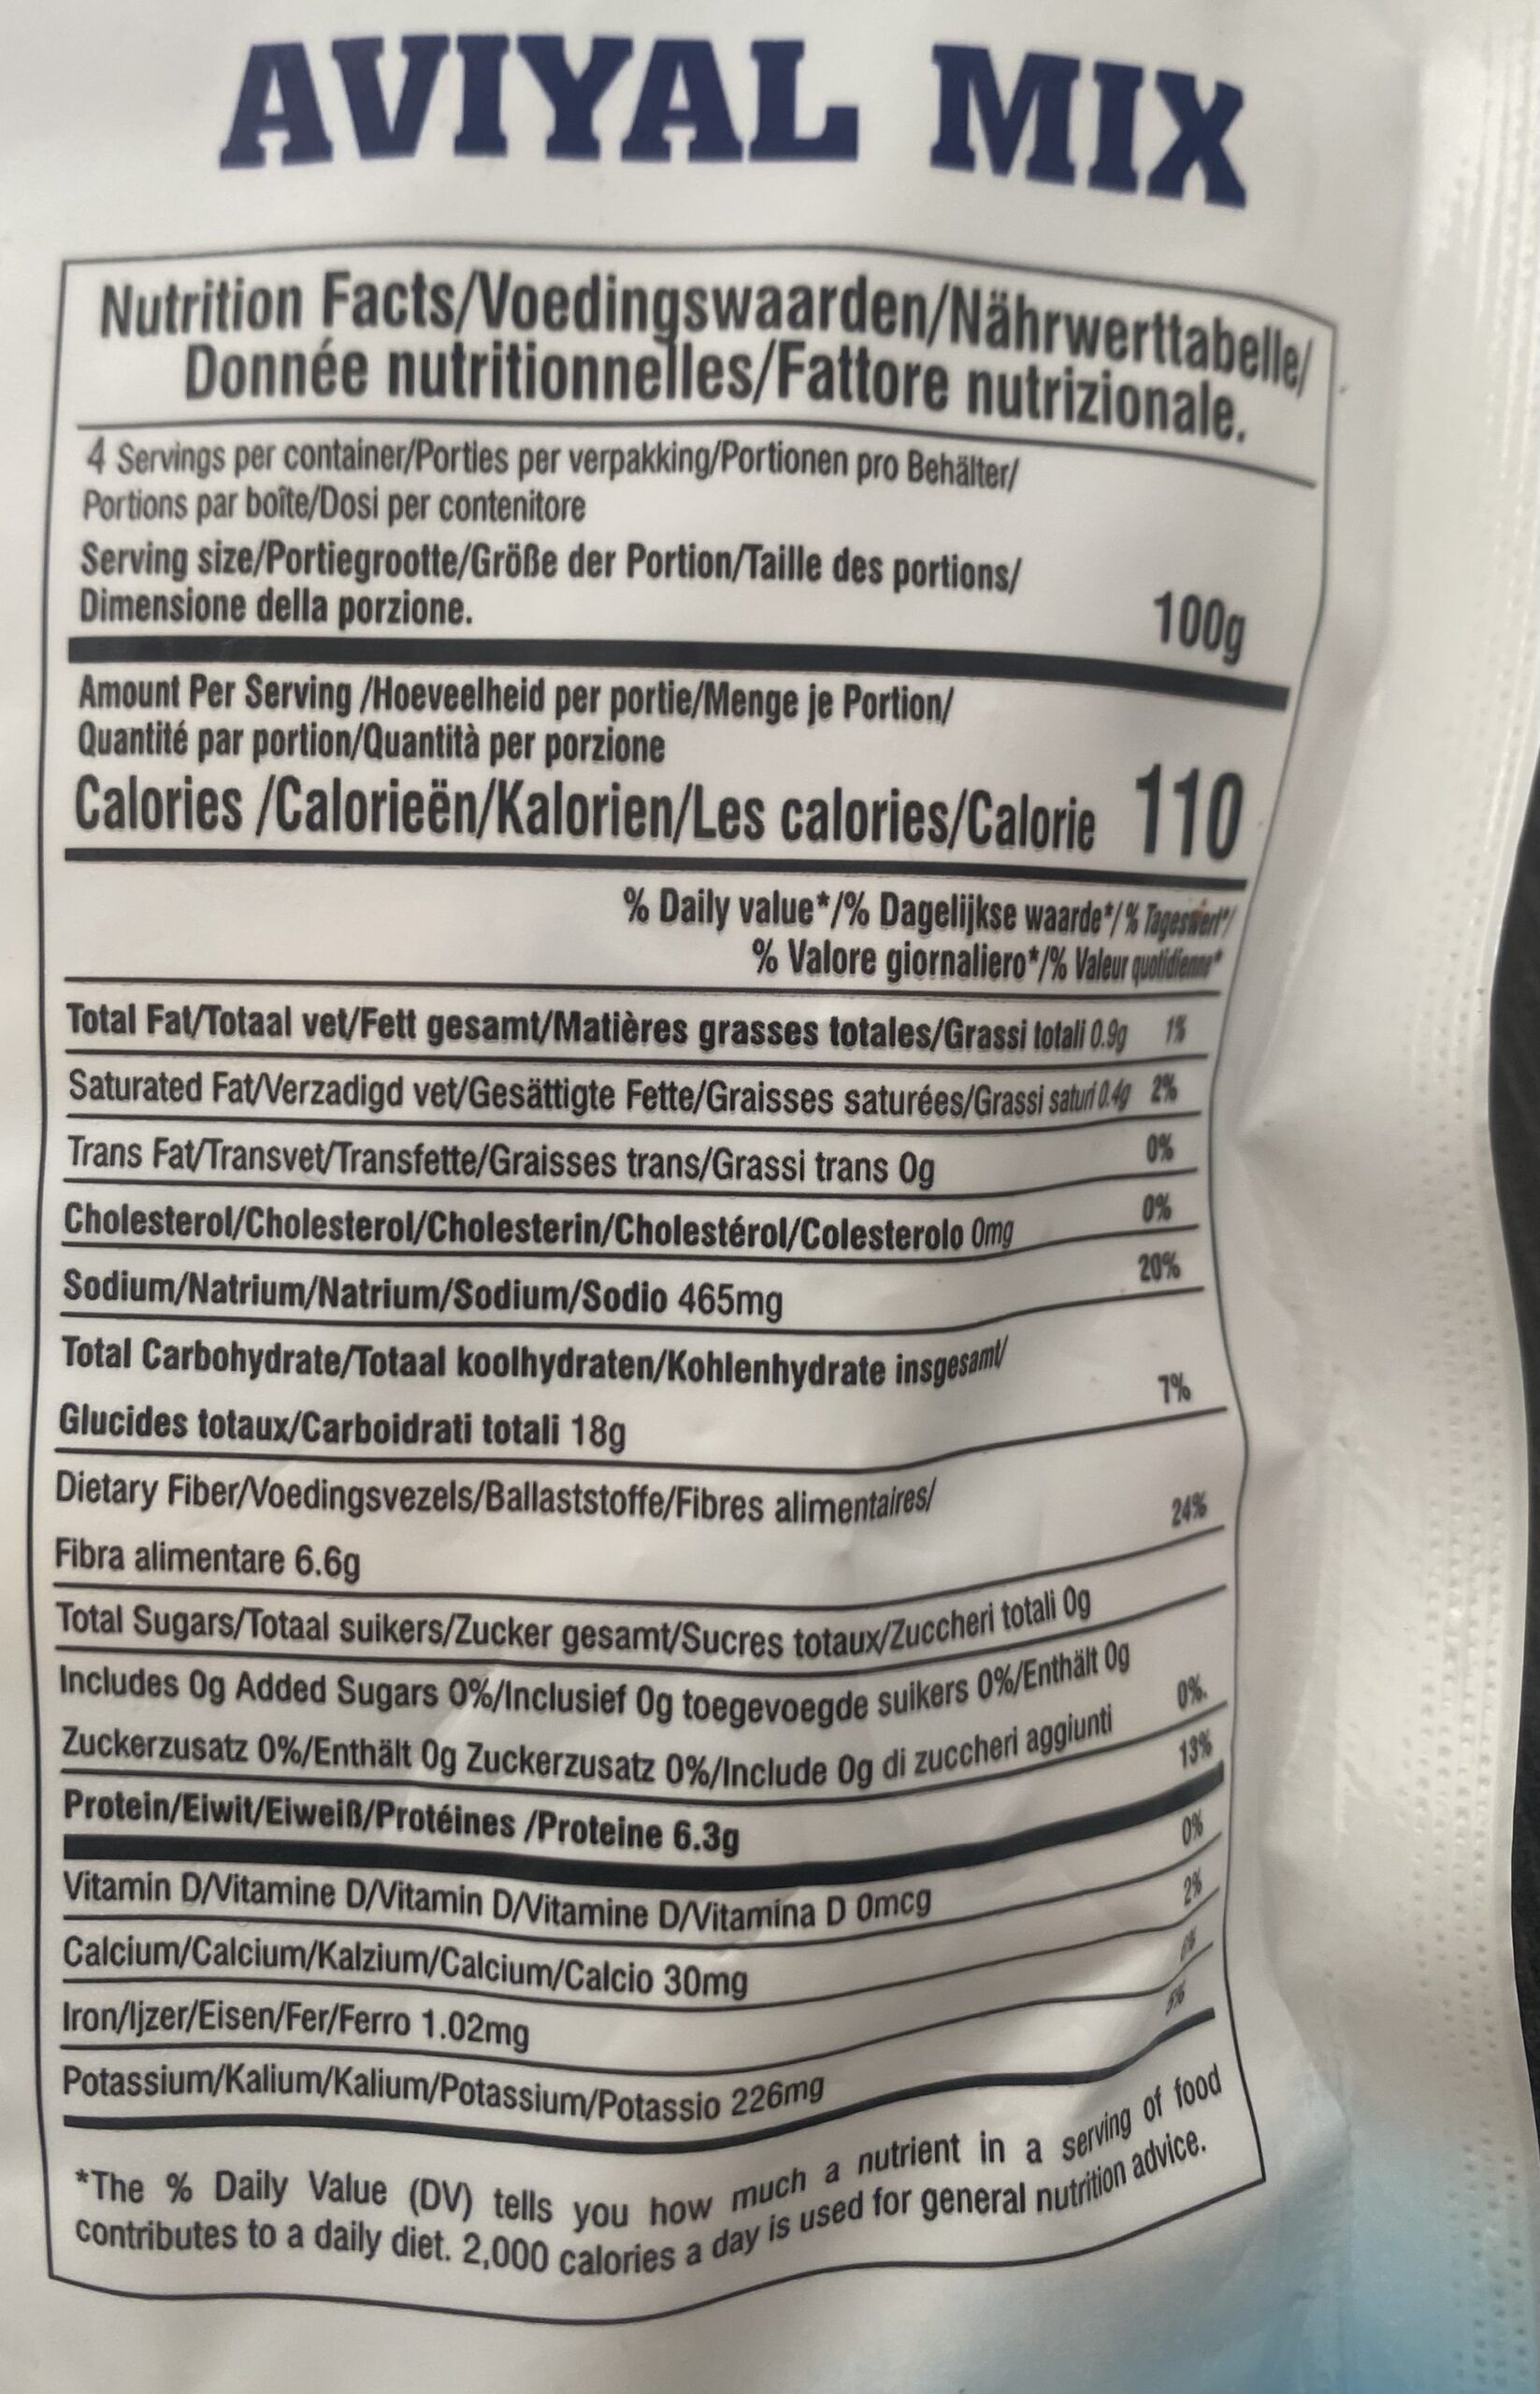 AVIYAL MIX
Nutrition Facts/Voedingswaarden/Nährwerttabelle/
Donnée nutritionnelles/Fattore nutrizionale.
4 Servings per container/Porties per verpakking/Portionen pro Behälter/
Portions par boîte/Dosi per contenitore
Serving size/Portiegrootte/Größe der Portion/Taille des portions/
Dimensione della porzione. 100g
Amount Per Serving /Hoeveelheid per portie/Menge je Portion/
Quantité par portion/Quantità per porzione
Calories /Calorieën/Kalorien/Les calories/Calorie 110
% Daily value*/% Dagelijkse waarde*/% Tageswert*/
% Valore giornaliero*/% Valeur quotidienne*
Total Fat/Totaal vet/Fett gesamt/Matières grasses totales/Grassi totali 0.9g 1%
Saturated Fat/Verzadigd vet/Gesättigte Fette/Graisses saturées/Grassi saturi 0.4g 2%
Trans Fat/Transvet/Transfette/Graisses trans/Grassi trans 0g 0%
Cholesterol/Cholesterol/Cholesterin/Cholestérol/Colesterolo 0mg 0%
Sodium/Natrium/Natrium/Sodium/Sodio 465mg 20%
Total Carbohydrate/Totaal koolhydraten/Kohlenhydrate insgesamt/
Glucides totaux/Carboidrati totali 18g 7%
Dietary Fiber/Voedingsvezels/Ballaststoffe/Fibres alimentaires/
Fibra alimentare 6.6g 24%
Total Sugars/Totaal suikers/Zucker gesamt/Sucres totaux/Zuccheri totali 0g
Includes 0g Added Sugars 0%/Inclusief 0g toegevoegde suikers 0%/Enthält 0g
Zuckerzusatz 0%/Enthält 0g Zuckerzusatz 0%/Include 0g di zuccheri aggiunti 0%.
Protein/Eiwit/Eiweiß/Protéines /Proteine 6.3g 13%
Vitamin D/Vitamine D/Vitamin D/Vitamine D/Vitamina D 0mcg 0%
Calcium/Calcium/Kalzium/Calcium/Calcio 30mg 2%
Iron/Ijzer/Eisen/Fer/Ferro 1.02mg
Potassium/Kalium/Kalium/Potassium/Potassio 226mg 5%
*The % Daily Value (DV) tells you how much a nutrient in a serving of food
contributes to a daily diet. 2,000 calories a day is used for general nutrition advice.